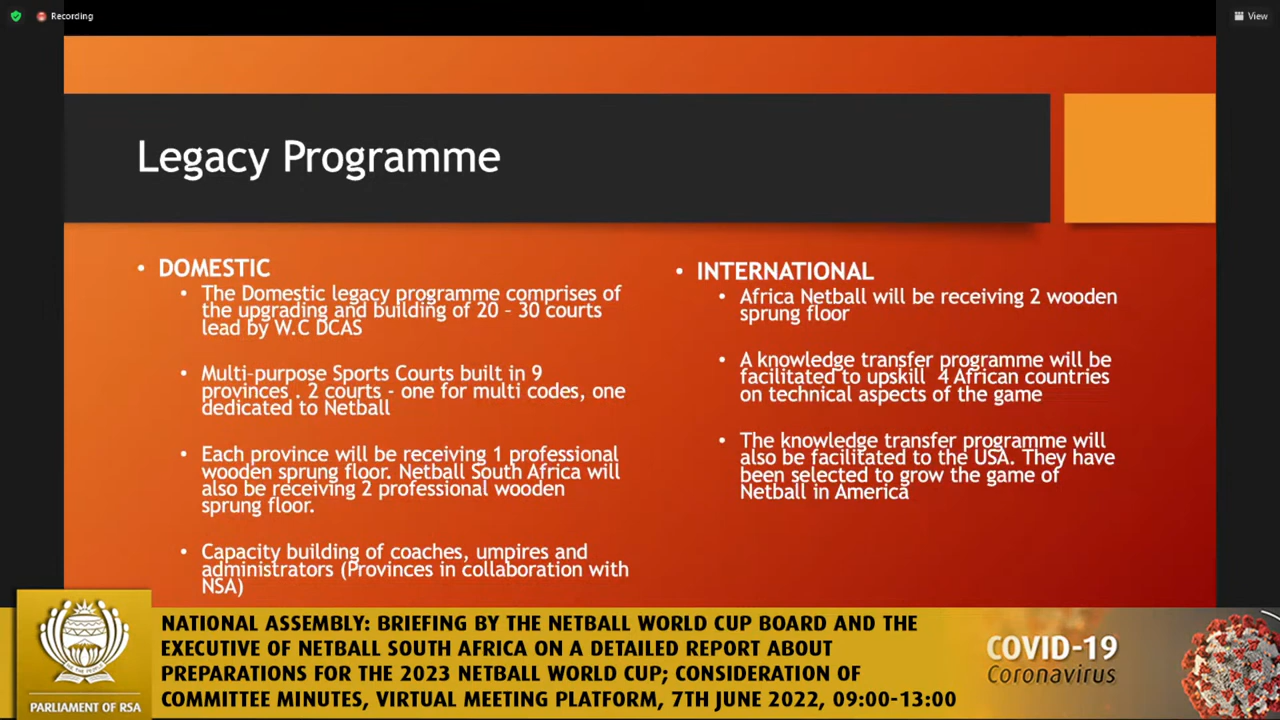 Recording
View
Legacy Programme
• DOMESTIC
• The Domestic legacy programme comprises of
the upgrading and building of 20 – 30 courts
lead by W.C DCAS
• Multi-purpose Sports Courts built in 9
provinces . 2 courts - one for multi codes, one
dedicated to Netball
• Each province will be receiving 1 professional
wooden sprung floor. Netball South Africa will
also be receiving 2 professional wooden
sprung floor.
• Capacity building of coaches, umpires and
administrators (Provinces in collaboration with
NSA)
• INTERNATIONAL
• Africa Netball will be receiving 2 wooden
sprung floor
• A knowledge transfer programme will be
facilitated to upskill 4 African countries
on technical aspects of the game
• The knowledge transfer programme will
also be facilitated to the USA. They have
been selected to grow the game of
Netball in America
PARLIAMENT OF RSA
NATIONAL ASSEMBLY: BRIEFING BY THE NETBALL WORLD CUP BOARD AND THE
EXECUTIVE OF NETBALL SOUTH AFRICA ON A DETAILED REPORT ABOUT
PREPARATIONS FOR THE 2023 NETBALL WORLD CUP; CONSIDERATION OF
COMMITTEE MINUTES, VIRTUAL MEETING PLATFORM, 7TH JUNE 2022, 09:00-13:00
COVID-19
Coronavirus